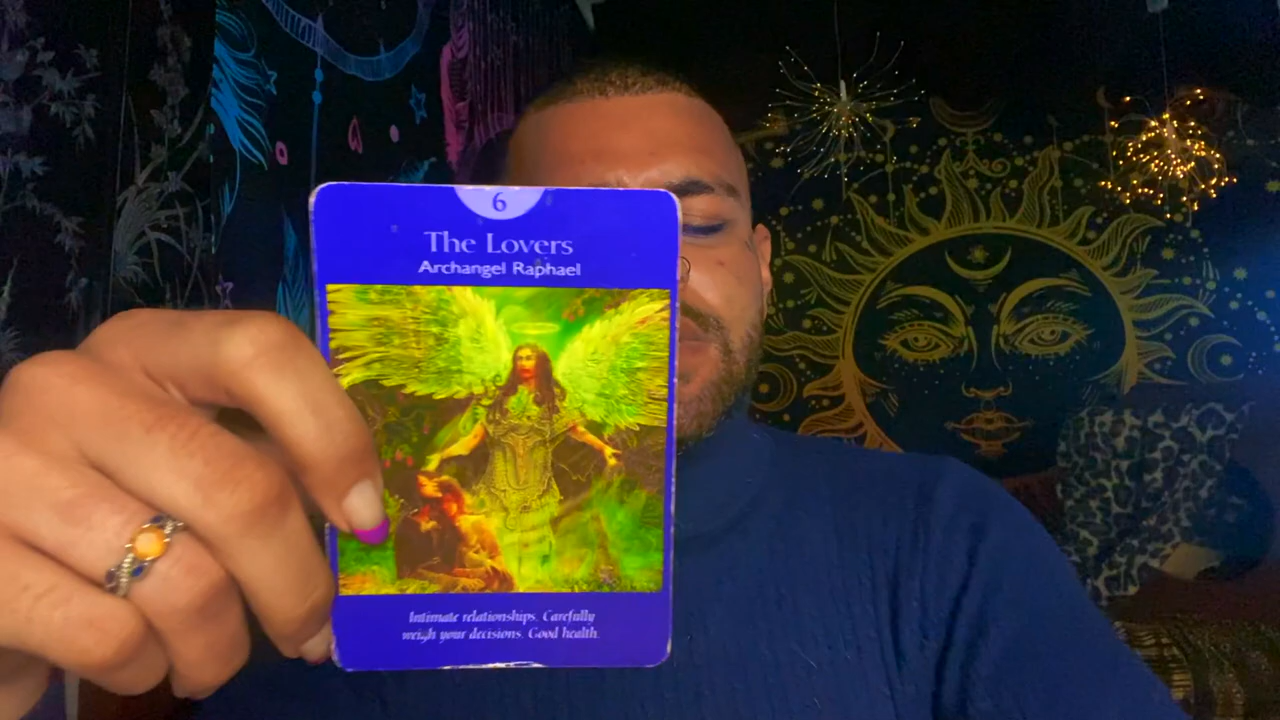 6
The Lovers
Archangel Raphael
Intimate relationships. Carefully
weigh your decisions. Good health.